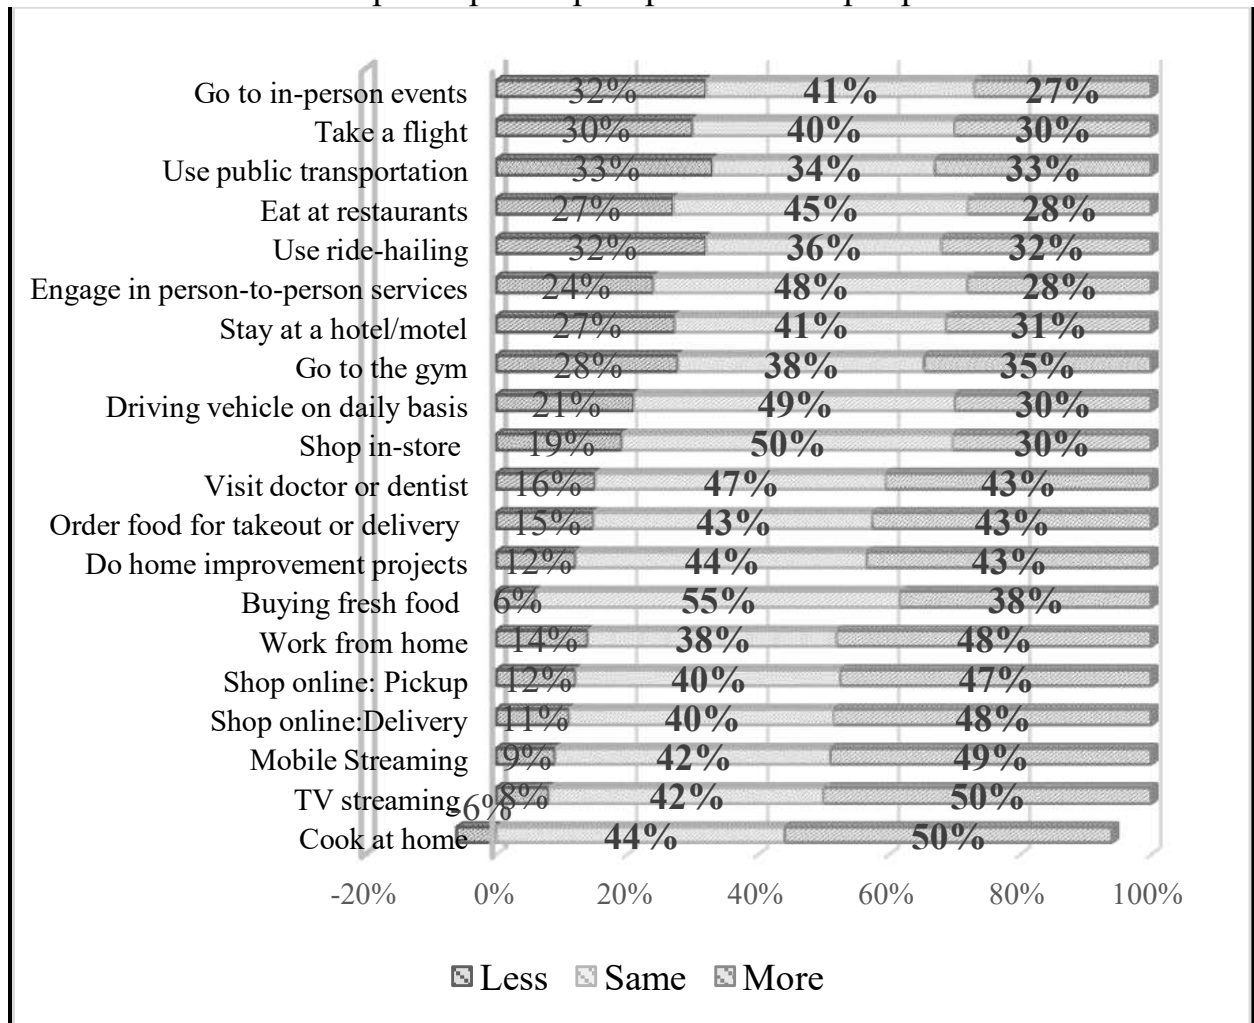 Go to in-person events 32% 41% 27%
Take a flight 30% 40% 30%
Use public transportation 33% 34% 33%
Eat at restaurants 27% 45% 28%
Use ride-hailing 32% 36% 32%
Engage in person-to-person services 24% 48% 28%
Stay at a hotel/motel 27% 41% 31%
Go to the gym 28% 38% 35%
Driving vehicle on daily basis 21% 49% 30%
Shop in-store 19% 50% 30%
Visit doctor or dentist 16% 47% 43%
Order food for takeout or delivery 15% 43% 43%
Do home improvement projects 12% 44% 43%
Buying fresh food 6% 55% 38%
Work from home 14% 38% 48%
Shop online: Pickup 12% 40% 47%
Shop online:Delivery 11% 40% 48%
Mobile Streaming 9% 42% 49%
TV streaming 8% 42% 50%
Cook at home -6% 44% 50%
-20% 0% 20% 40% 60% 80% 100%
Less Same More